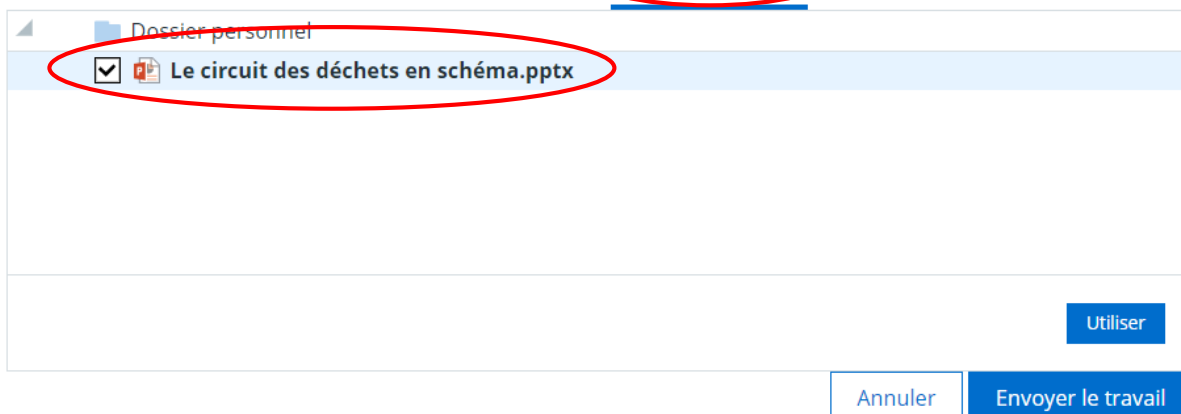 Dossier personnel
Le circuit des déchets en schéma.pptx
Utiliser
Annuler
Envoyer le travail